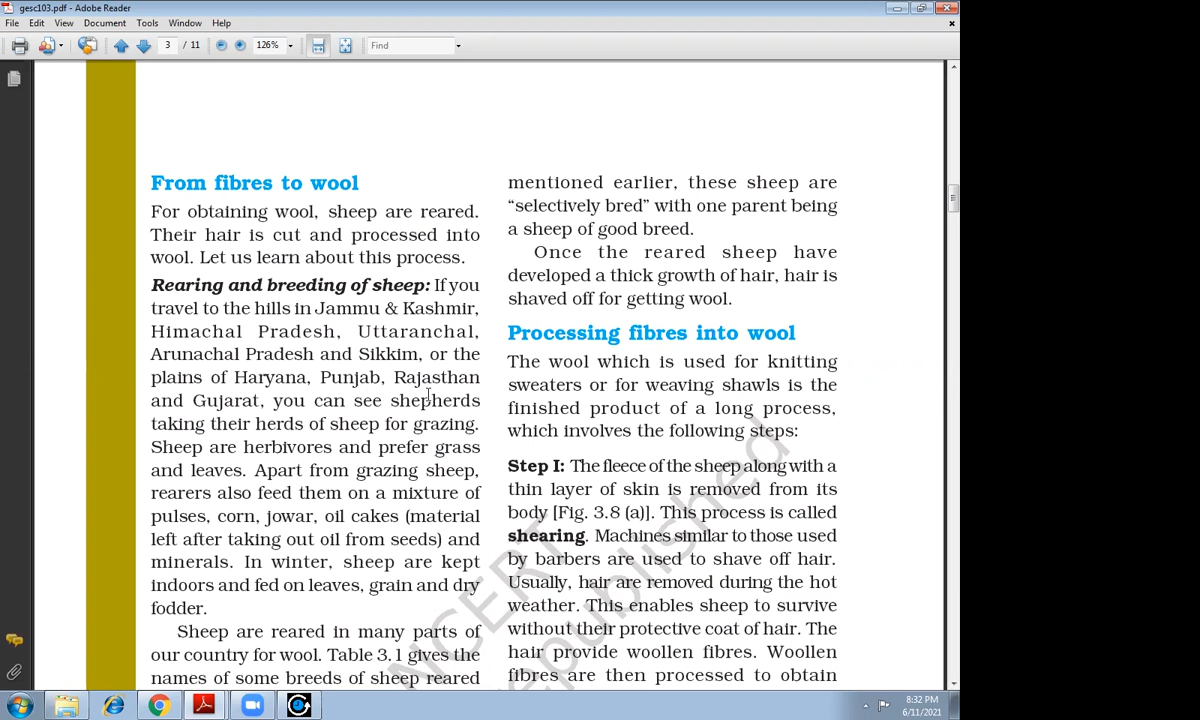 gesc103.pdf - Adobe Reader
File Edit View Document Tools Window Help
3 / 11 126% Find
From fibres to wool
For obtaining wool, sheep are reared.
Their hair is cut and processed into
wool. Let us learn about this process.
Rearing and breeding of sheep: If you
travel to the hills in Jammu & Kashmir,
Himachal Pradesh, Uttaranchal,
Arunachal Pradesh and Sikkim, or the
plains of Haryana, Punjab, Rajasthan
and Gujarat, you can see shepherds
taking their herds of sheep for grazing.
Sheep are herbivores and prefer grass
and leaves. Apart from grazing sheep,
rearers also feed them on a mixture of
pulses, corn, jowar, oil cakes (material
left after taking out oil from seeds) and
minerals. In winter, sheep are kept
indoors and fed on leaves, grain and dry
fodder.
Sheep are reared in many parts of
our country for wool. Table 3.1 gives the
names of some breeds of sheep reared
mentioned earlier, these sheep are
“selectively bred” with one parent being
a sheep of good breed.
Once the reared sheep have
developed a thick growth of hair, hair is
shaved off for getting wool.
Processing fibres into wool
The wool which is used for knitting
sweaters or for weaving shawls is the
finished product of a long process,
which involves the following steps:
Step I: The fleece of the sheep along with a
thin layer of skin is removed from its
body [Fig. 3.8 (a)]. This process is called
shearing. Machines similar to those used
by barbers are used to shave off hair.
Usually, hair are removed during the hot
weather. This enables sheep to survive
without their protective coat of hair. The
hair provide woollen fibres. Woollen
fibres are then processed to obtain
NCERT
republished
8:32 PM
6/11/2021